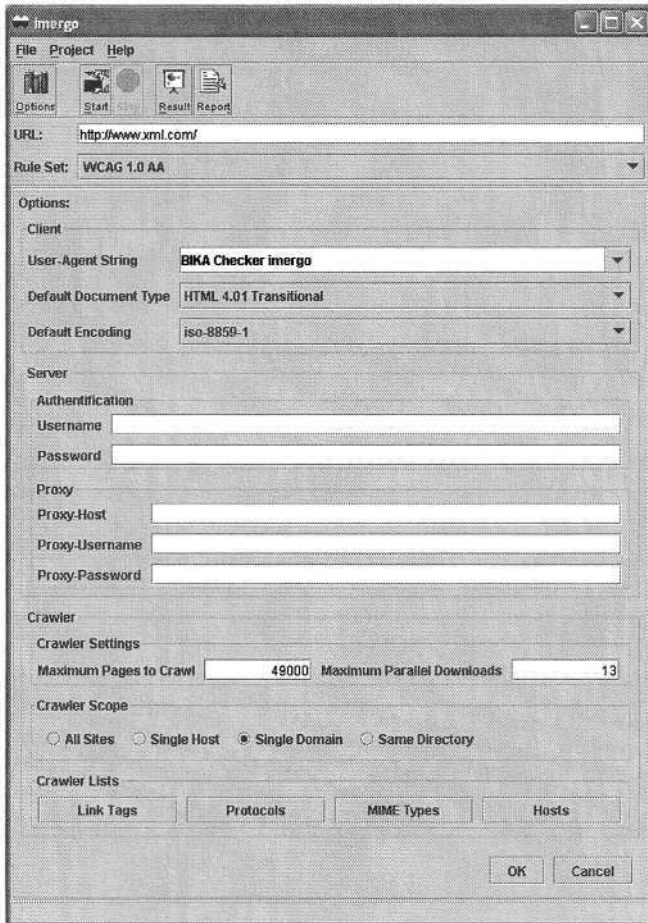 imergo
File Project Help
Options Start Stop Result Report
URL: http://www.xml.com/
Rule Set: WCAG 1.0 AA
Options:
Client
User-Agent String BIKA Checker imergo
Default Document Type HTML 4.01 Transitional
Default Encoding iso-8859-1
Server
Authentification
Username
Password
Proxy
Proxy-Host
Proxy-Username
Proxy-Password
Crawler
Crawler Settings
Maximum Pages to Crawl 49000 Maximum Parallel Downloads 13
Crawler Scope
All Sites Single Host Single Domain Same Directory
Crawler Lists
Link Tags Protocols MIME Types Hosts
OK Cancel